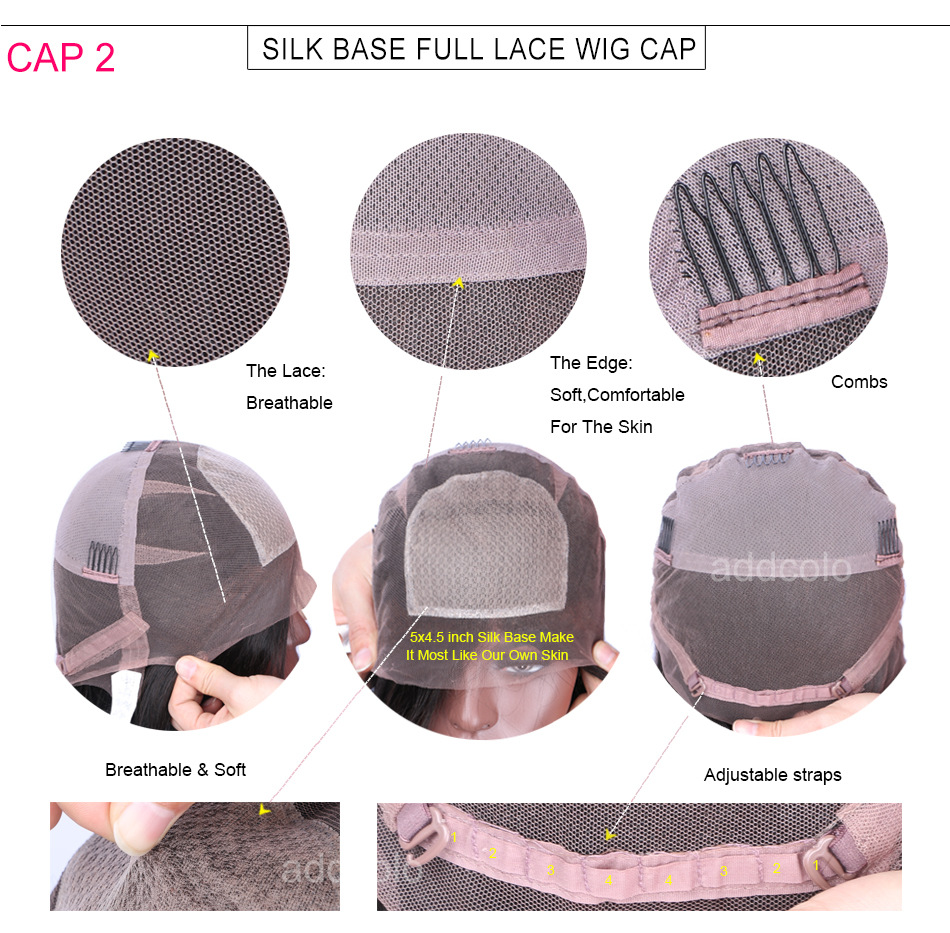 CAP 2
SILK BASE FULL LACE WIG CAP
The Lace:
Breathable
The Edge:
Soft,Comfortable
For The Skin
Combs
addcolo
5x4.5 inch Silk Base Make
It Most Like Our Own Skin
Breathable & Soft
Adjustable straps
addcolo
1 2 3 4 4 3 2 1